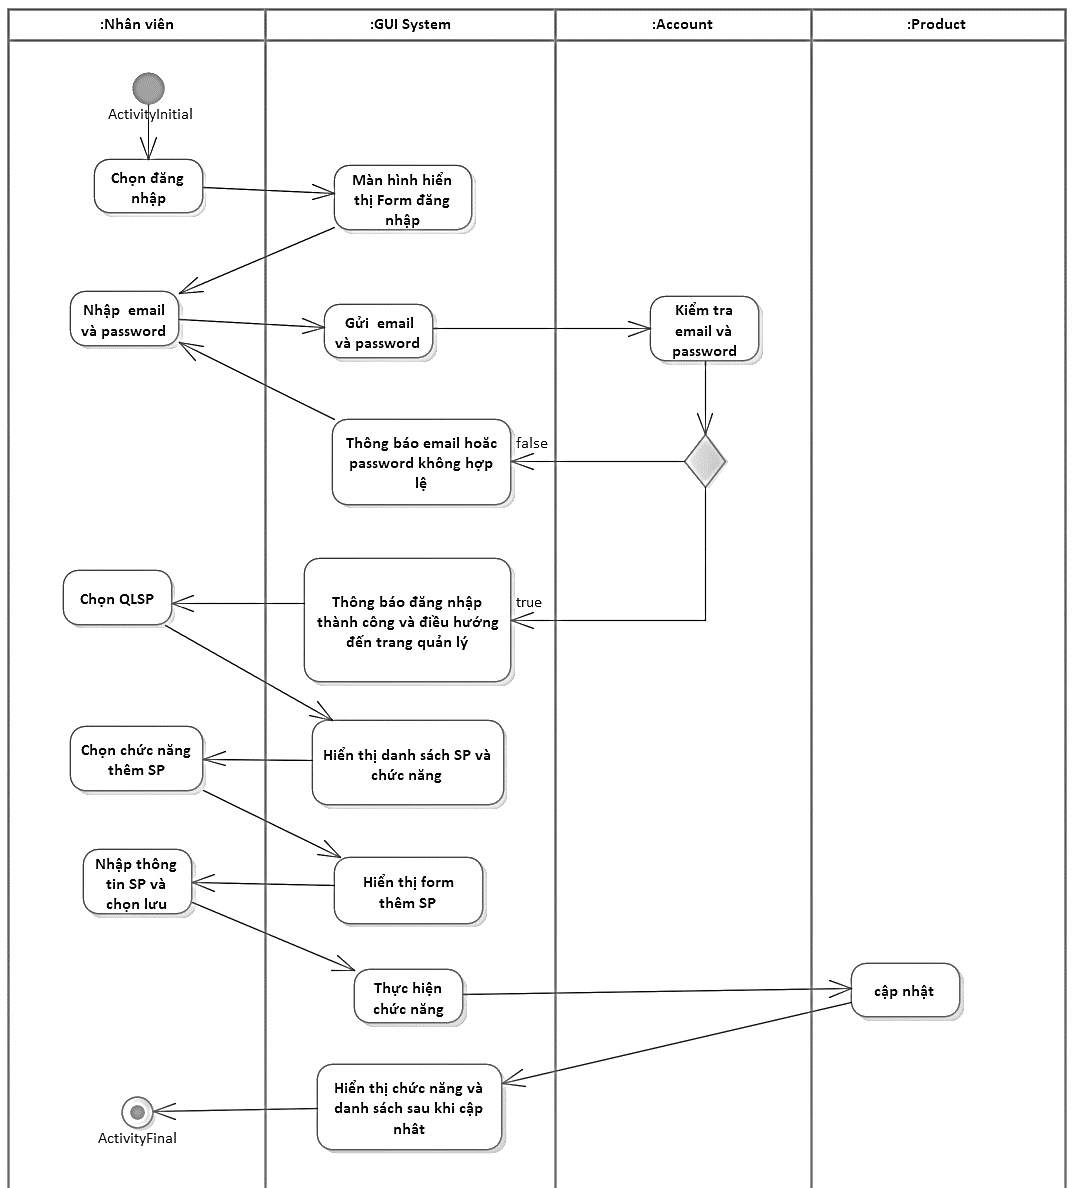 :Nhân viên
:GUI System
:Account
:Product
ActivityInitial
Chọn đăng
nhập
Màn hình hiển
thị Form đăng
nhập
Nhập email
và password
Gửi email
và password
Kiểm tra
email và
password
Thông báo email hoăc
password không hợp
lệ
false
Chọn QLSP
Thông báo đăng nhập
thành công và điều hướng
đến trang quản lý
true
Chọn chức năng
thêm SP
Hiển thị danh sách SP và
chức năng
Nhập thông
tin SP và
chọn lưu
Hiển thị form
thêm SP
Thực hiện
chức năng
cập nhật
Hiển thị chức năng và
danh sách sau khi cập
nhât
ActivityFinal